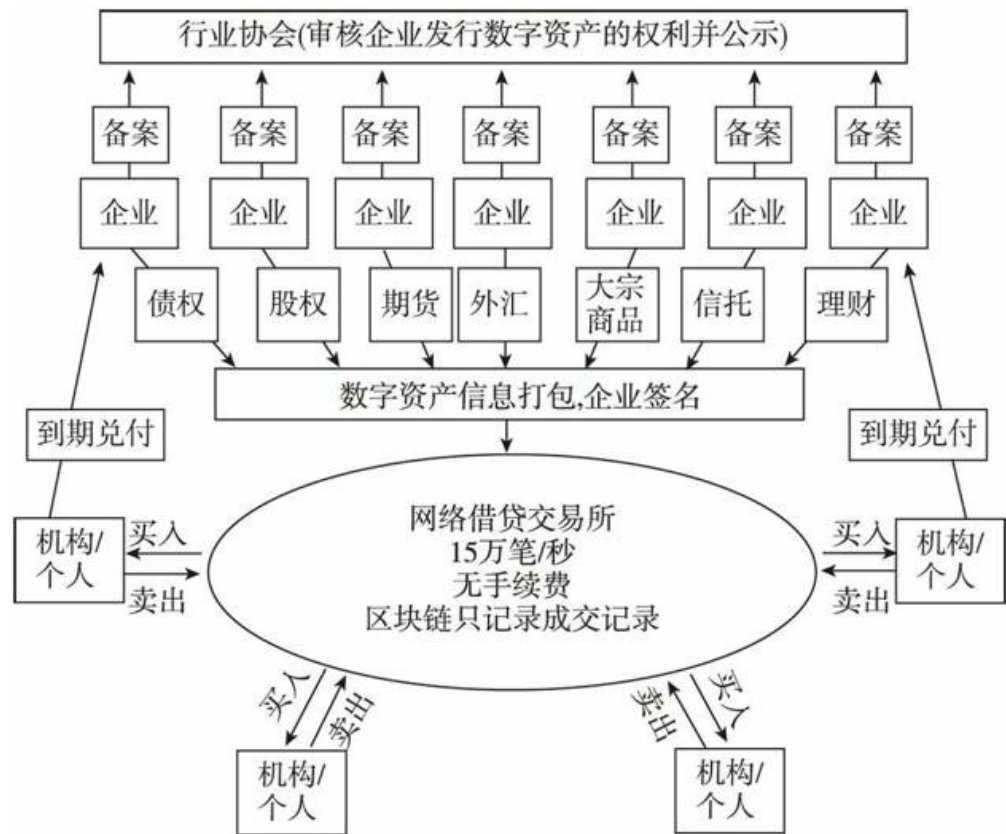 行业协会(审核企业发行数字资产的权利并公示)
备案 备案 备案 备案 备案 备案 备案
企业 企业 企业 企业 企业 企业 企业
债权 股权 期货 外汇 大宗 信托 理财
商品
数字资产信息打包,企业签名
到期兑付 到期兑付
网络借贷交易所
15万笔/秒
无手续费
区块链只记录成交记录
机构/
个人
买入
卖出
买入
卖出
机构/
个人
买入
卖出
卖出
买入
机构/
个人
机构/
个人